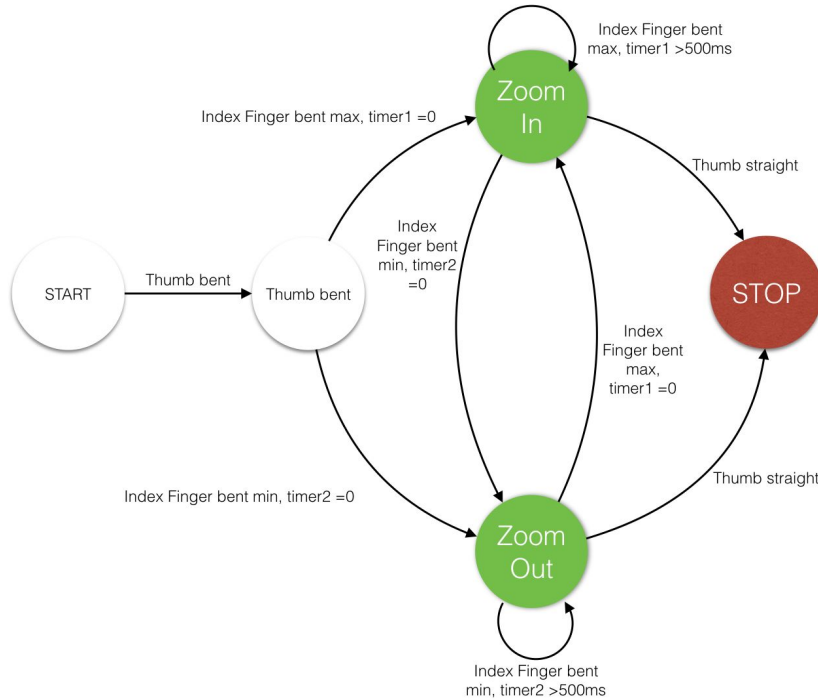 Index Finger bent
max, timer1 >500ms
Zoom
In
Index Finger bent max, timer1 =0
Thumb straight
Index
Finger bent
min, timer2
=0
Thumb bent
START
Thumb bent
STOP
Index
Finger bent
max,
timer1 =0
Thumb straight
Index Finger bent min, timer2 =0
Zoom
Out
Index Finger bent
min, timer2 >500ms